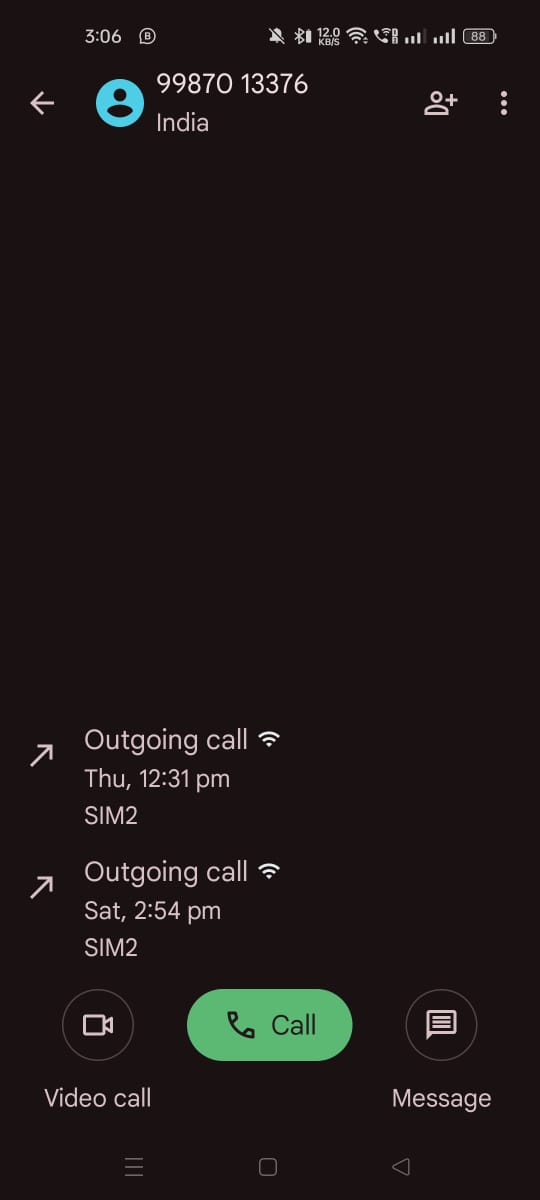 3:06
B
12.0
KB/S
88
99870 13376
India
Outgoing call
Thu, 12:31 pm
SIM2
Outgoing call
Sat, 2:54 pm
SIM2
Call
Video call
Message